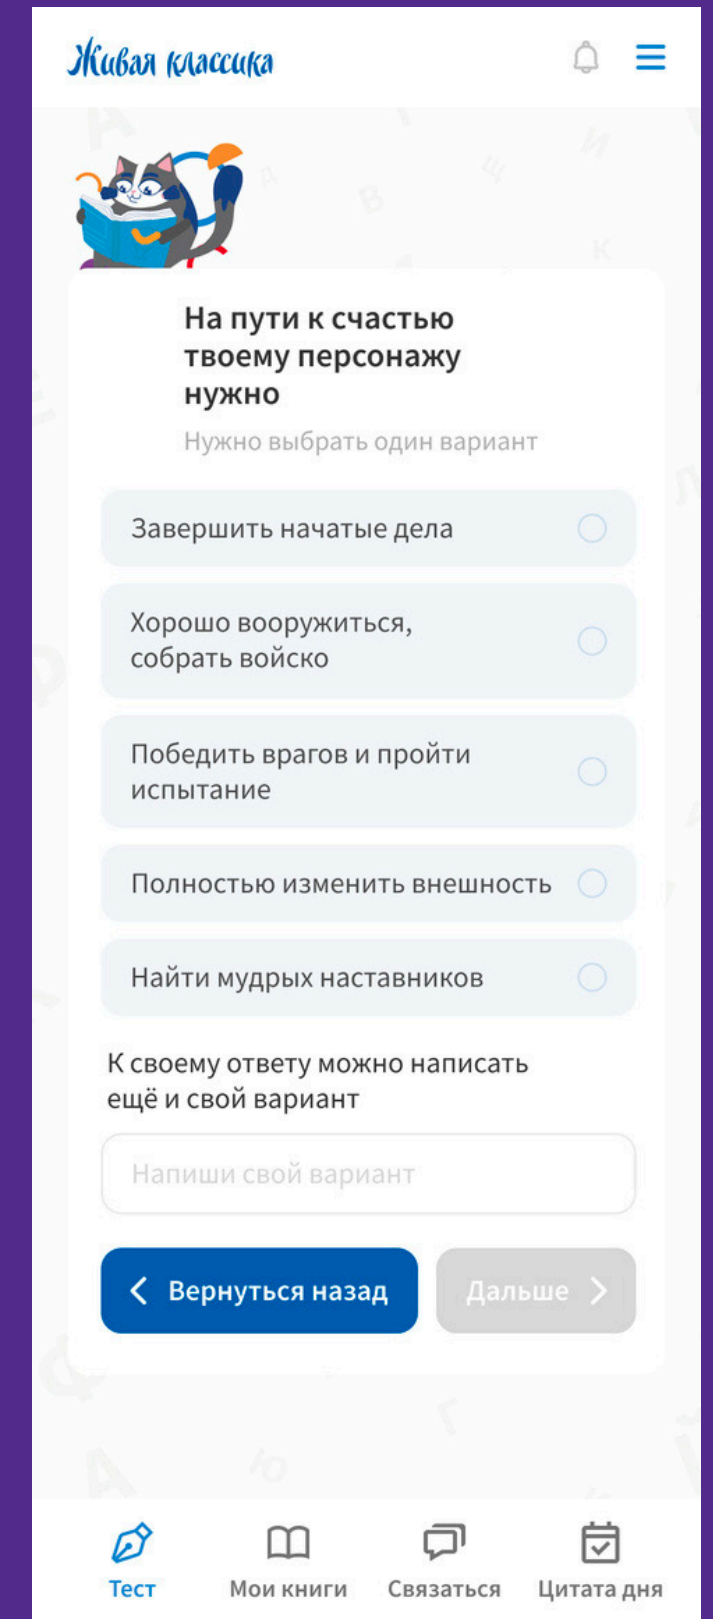 Живая классика
На пути к счастью
твоему персонажу
нужно
Нужно выбрать один вариант
Завершить начатые дела
Хорошо вооружиться,
собрать войско
Победить врагов и пройти
испытание
Полностью изменить внешность
Найти мудрых наставников
К своему ответу можно написать
ещё и свой вариант
Напиши свой вариант
Вернуться назад
Дальше
Тест
Мои книги
Связаться
Цитата дня